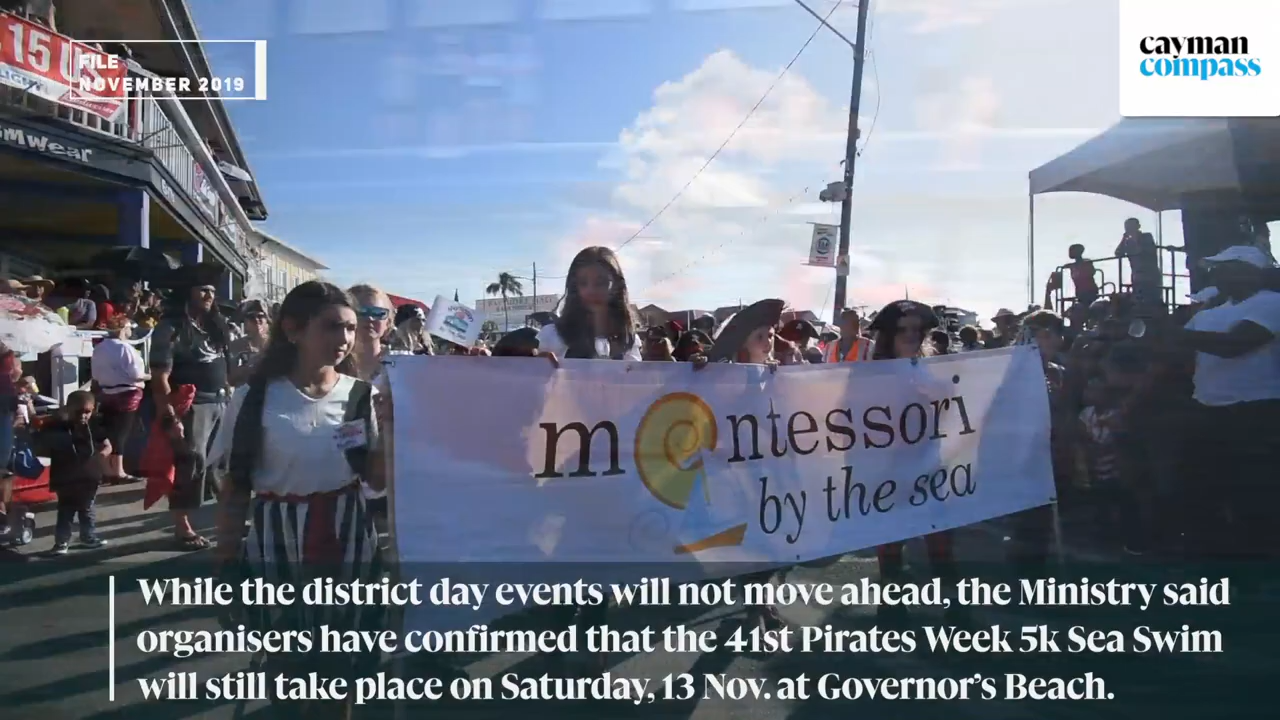 15 U
FILE
NOVEMBER 2019
cayman
compass
mwear
montessori
by the sea
While the district day events will not move ahead, the Ministry said
organisers have confirmed that the 41st Pirates Week 5k Sea Swim
will still take place on Saturday, 13 Nov. at Governor's Beach.